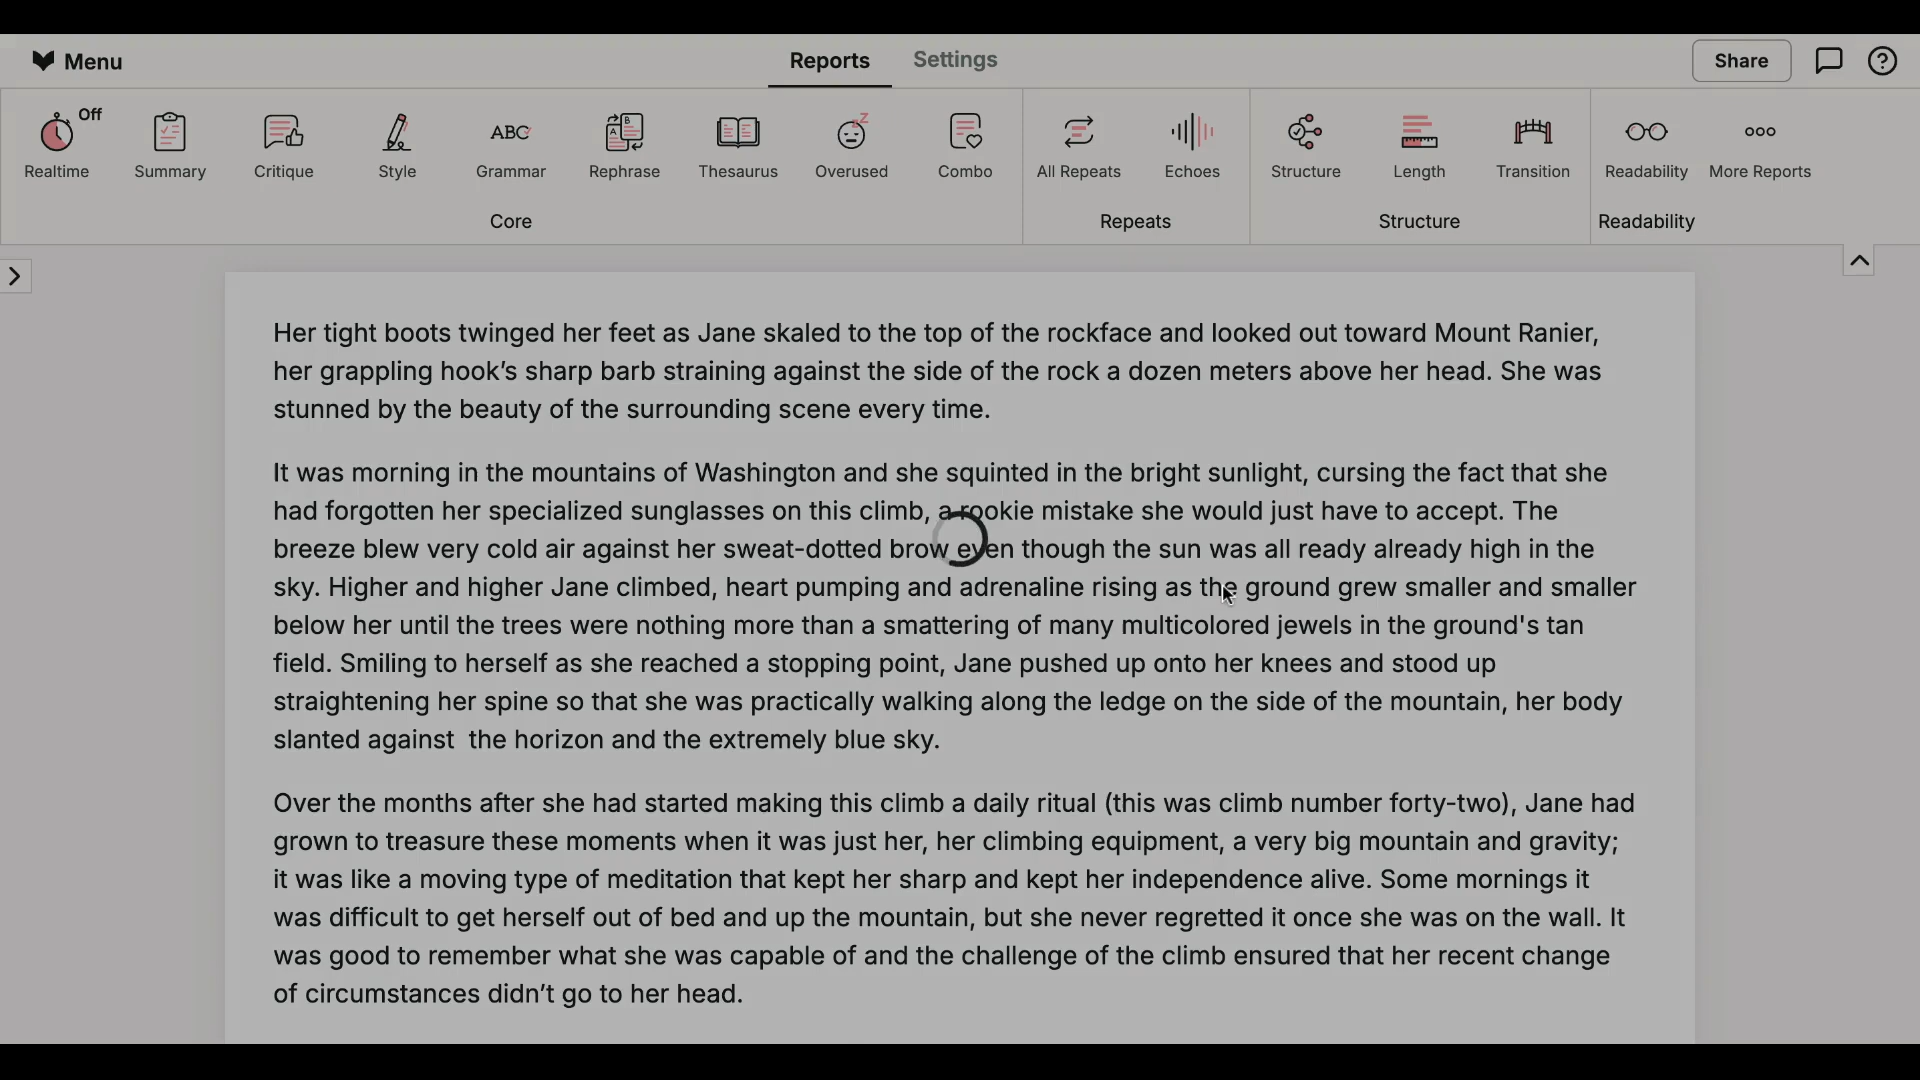 Menu
Reports
Settings
Share
Off
Realtime
Summary
Critique
Style
ABC
Grammar
A
B
Rephrase
Thesaurus
zZ
Overused
Combo
All Repeats
Echoes
Structure
Length
Transition
Readability
More Reports
Core
Repeats
Structure
Readability
Her tight boots twinged her feet as Jane skaled to the top of the rockface and looked out toward Mount Ranier,
her grappling hook’s sharp barb straining against the side of the rock a dozen meters above her head. She was
stunned by the beauty of the surrounding scene every time.
It was morning in the mountains of Washington and she squinted in the bright sunlight, cursing the fact that she
had forgotten her specialized sunglasses on this climb, a rookie mistake she would just have to accept. The
breeze blew very cold air against her sweat-dotted brow even though the sun was all ready already high in the
sky. Higher and higher Jane climbed, heart pumping and adrenaline rising as the ground grew smaller and smaller
below her until the trees were nothing more than a smattering of many multicolored jewels in the ground's tan
field. Smiling to herself as she reached a stopping point, Jane pushed up onto her knees and stood up
straightening her spine so that she was practically walking along the ledge on the side of the mountain, her body
slanted against  the horizon and the extremely blue sky.
Over the months after she had started making this climb a daily ritual (this was climb number forty-two), Jane had
grown to treasure these moments when it was just her, her climbing equipment, a very big mountain and gravity;
it was like a moving type of meditation that kept her sharp and kept her independence alive. Some mornings it
was difficult to get herself out of bed and up the mountain, but she never regretted it once she was on the wall. It
was good to remember what she was capable of and the challenge of the climb ensured that her recent change
of circumstances didn’t go to her head.